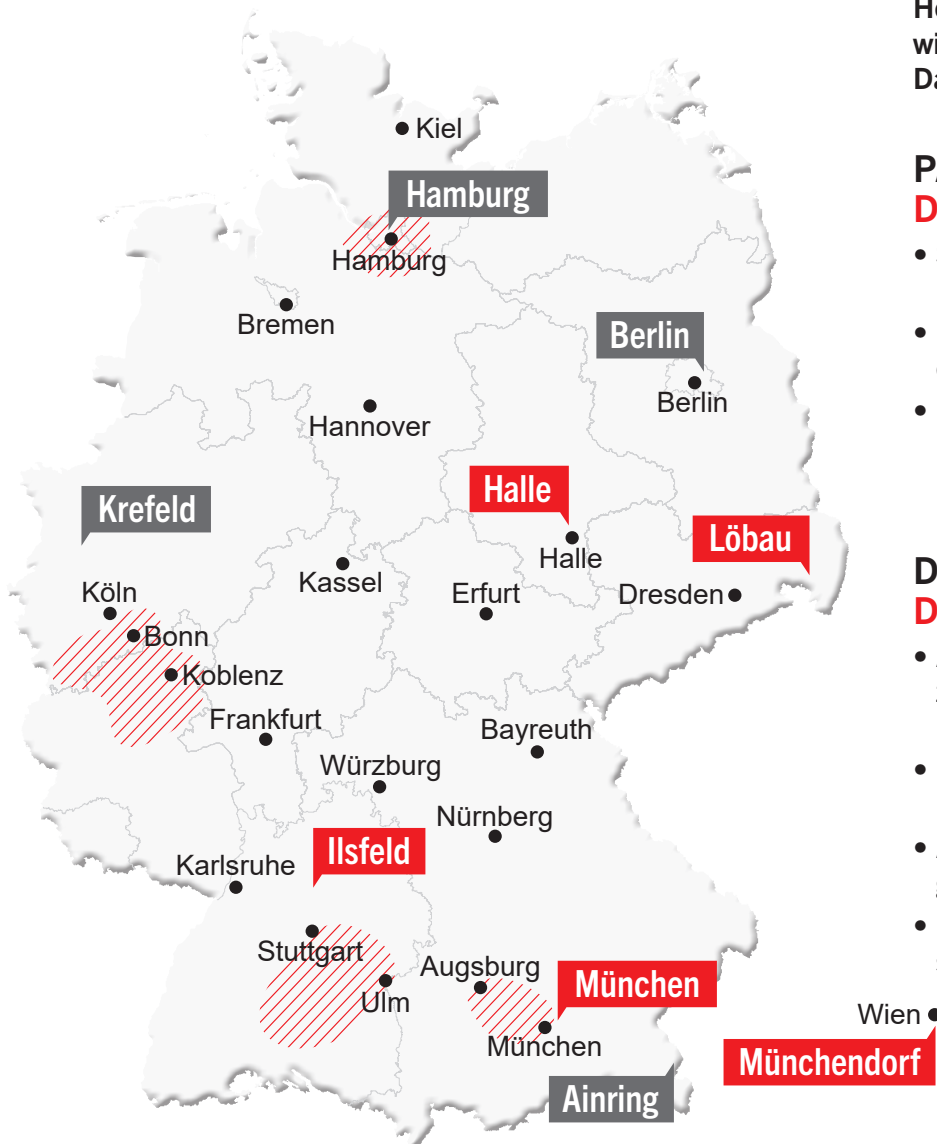 Kiel
Hamburg
Hamburg
Bremen
Berlin
Berlin
Hannover
Halle
Krefeld
Löbau
Halle
Kassel
Köln
Erfurt
Dresden
Bonn
Koblenz
Frankfurt
Bayreuth
Würzburg
Nürnberg
Ilsfeld
Karlsruhe
Stuttgart
Augsburg
München
Ulm
Wien
München
Münchendorf
Ainring